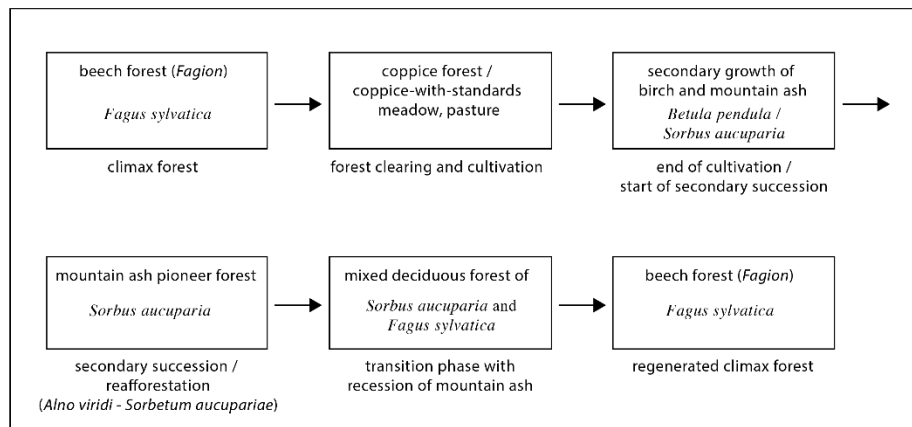 beech forest (Fagion)
Fagus sylvatica
climax forest
coppice forest /
coppice-with-standards
meadow, pasture
forest clearing and cultivation
secondary growth of
birch and mountain ash
Betula pendula /
Sorbus aucuparia
end of cultivation /
start of secondary succession
mountain ash pioneer forest
Sorbus aucuparia
secondary succession /
reafforestation
(Alno viridi - Sorbetum aucupariae)
mixed deciduous forest of
Sorbus aucuparia and
Fagus sylvatica
transition phase with
recession of mountain ash
beech forest (Fagion)
Fagus sylvatica
regenerated climax forest